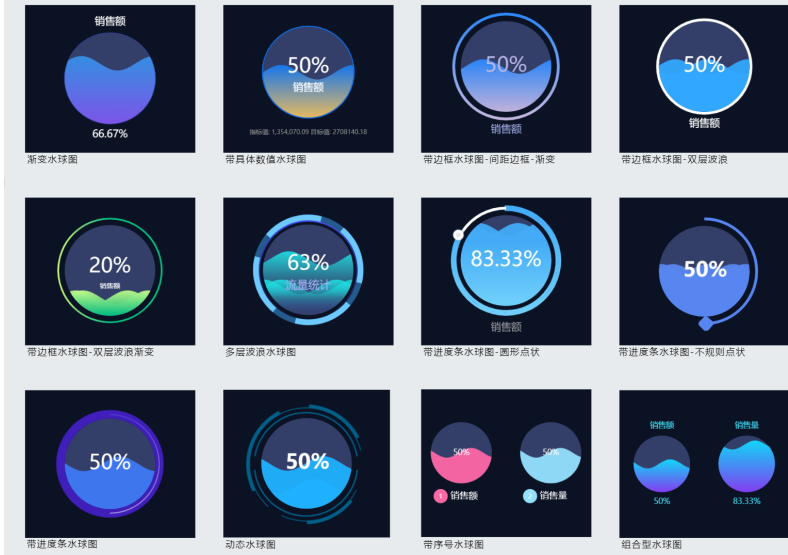 销售额
66.67%
渐变水球图
50%
销售额
指标值: 1,354,070.09 目标值: 2708140.18
带具体数值水球图
50%
销售额
带边框水球图-间距边框-渐变
50%
销售额
带边框水球图-双层波浪
20%
销售额
带边框水球图-双层波浪渐变
63%
流量统计
多层波浪水球图
83.33%
销售额
带进度条水球图-圆形点状
50%
带进度条水球图-不规则点状
50%
带进度条水球图
50%
动态水球图
50%
50%
1 销售额
2 销售量
带序号水球图
销售额
销售量
50%
83.33%
组合型水球图